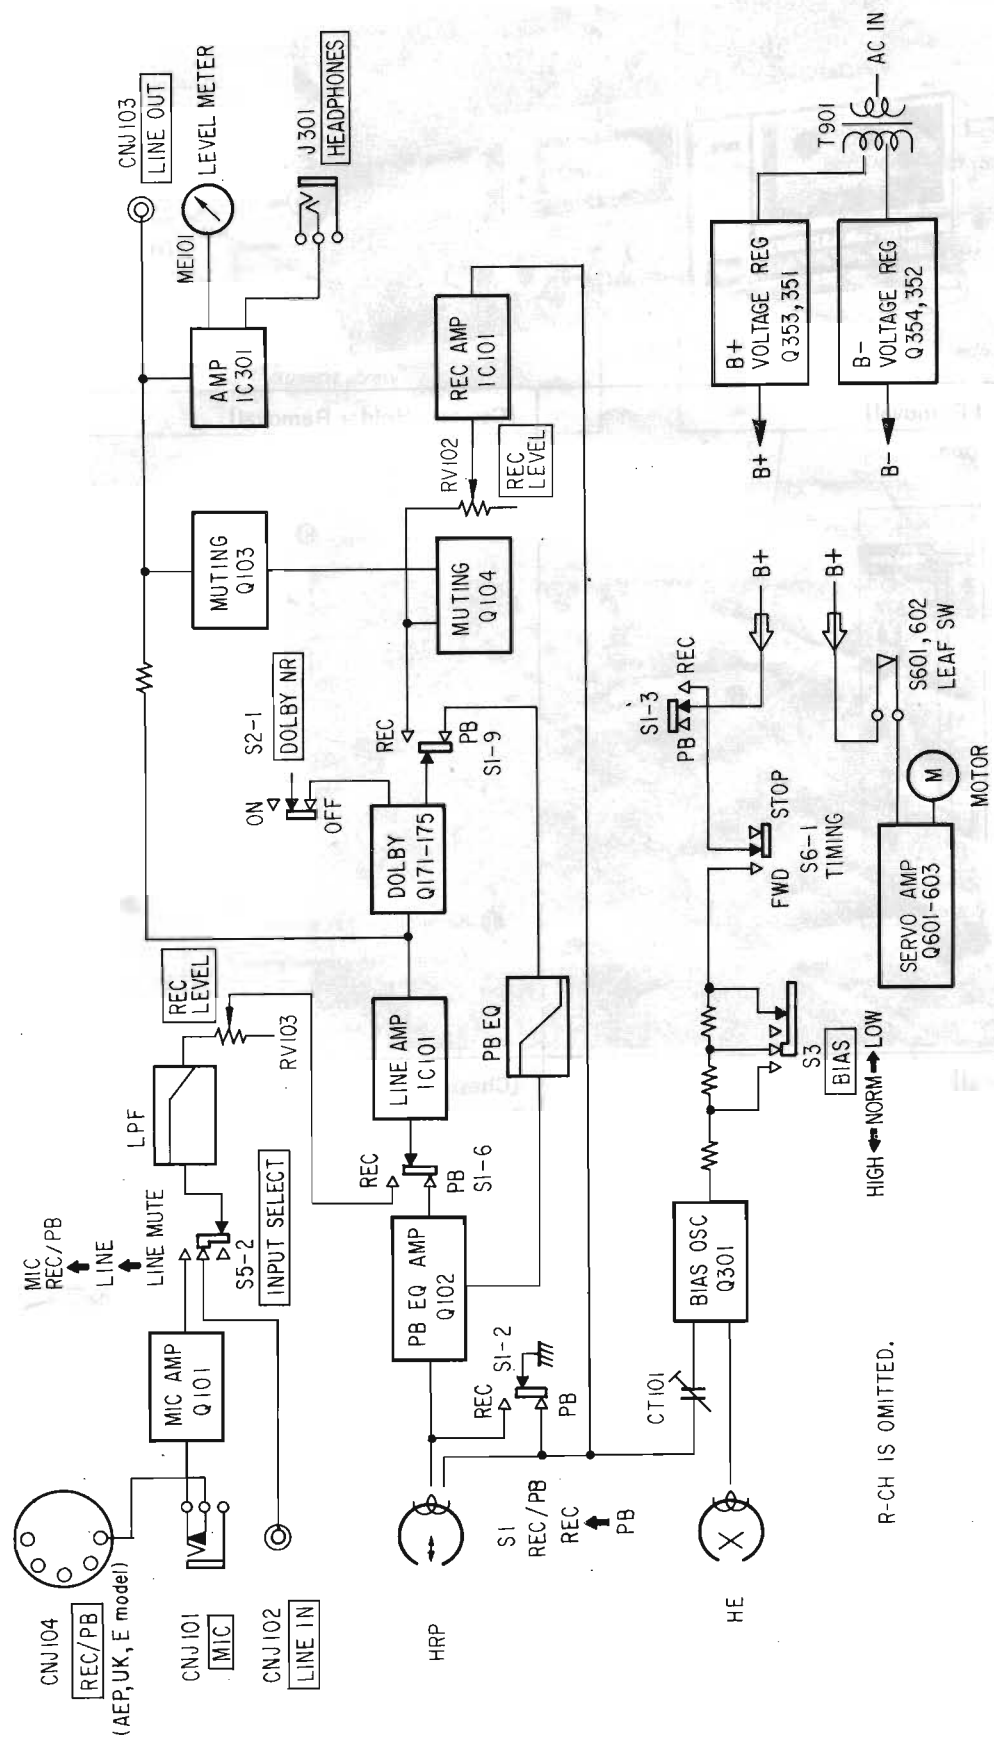 CNJ104
REC/PB
(AEP, UK, E model)
CNJ101
MIC
CNJ102
LINE IN
MIC AMP
Q101
MIC
REC/PB
LINE
LINE MUTE
S5-2
INPUT SELECT
LPF
REC
LEVEL
RV103
CNJ103
LINE OUT
ME101
LEVEL METER
AMP
IC301
J301
HEADPHONES
MUTING
Q103
MUTING
Q104
HRP
PB EQ AMP
Q102
REC
S1-2
PB
S1
REC/PB
REC
PB
REC
PB
S1-6
LINE AMP
IC101
PB EQ
DOLBY
Q171-175
ON
OFF
S2-1
DOLBY NR
REC
PB
S1-9
RV102
REC
LEVEL
REC AMP
IC101
HE
CT101
BIAS OSC
Q301
S3
BIAS
HIGH
NORM
LOW
FWD
STOP
S6-1
TIMING
S1-3
PB
REC
B+
B+
S601, 602
LEAF SW
SERVO AMP
Q601-603
M
MOTOR
B+
B-
B+
VOLTAGE REG
Q353, 351
B-
VOLTAGE REG
Q354, 352
T901
AC IN
R-CH IS OMITTED.